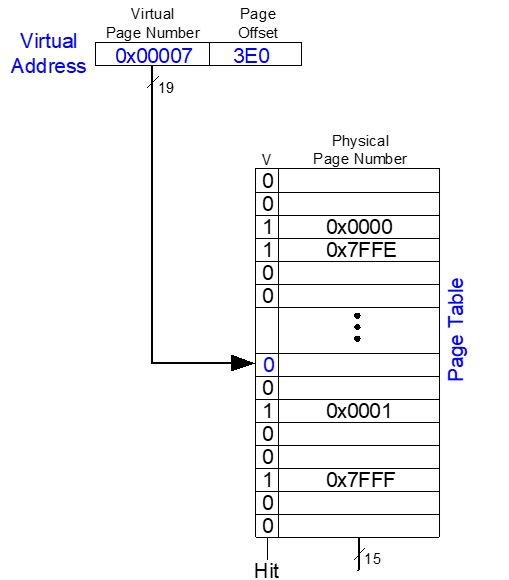 Virtual
Page Number
Page
Offset
Virtual
Address
0x00007
3E0
19
V
Physical
Page Number
0
0
1 0x0000
1 0x7FFE
0
0
0
0
1 0x0001
0
0
1 0x7FFF
0
0
Page Table
Hit
15